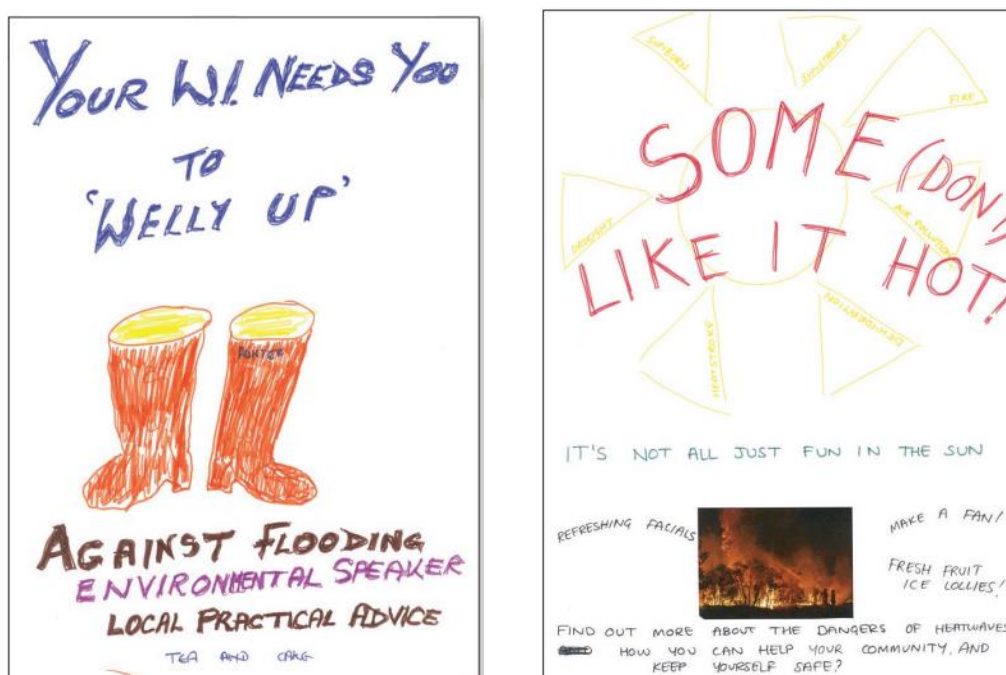 YOUR W.I. NEEDS YOU
TO
'WELLY UP'
HUNTER
AGAINST FLOODING
ENVIRONMENTAL SPEAKER
LOCAL PRACTICAL ADVICE
TEA AND CAKE
SUNBURN
SUNSTROKE
FIRE
SOME (DON'T)
DROUGHT
AIR POLLUTION
LIKE IT HOT!
HEATSTROKE
DEHYDRATION
IT'S NOT ALL JUST FUN IN THE SUN
REFRESHING FACIALS
MAKE A FAN!
FRESH FRUIT
ICE LOLLIES!
FIND OUT MORE ABOUT THE DANGERS OF HEATWAVES
HOW YOU CAN HELP YOUR COMMUNITY, AND
KEEP YOURSELF SAFE?